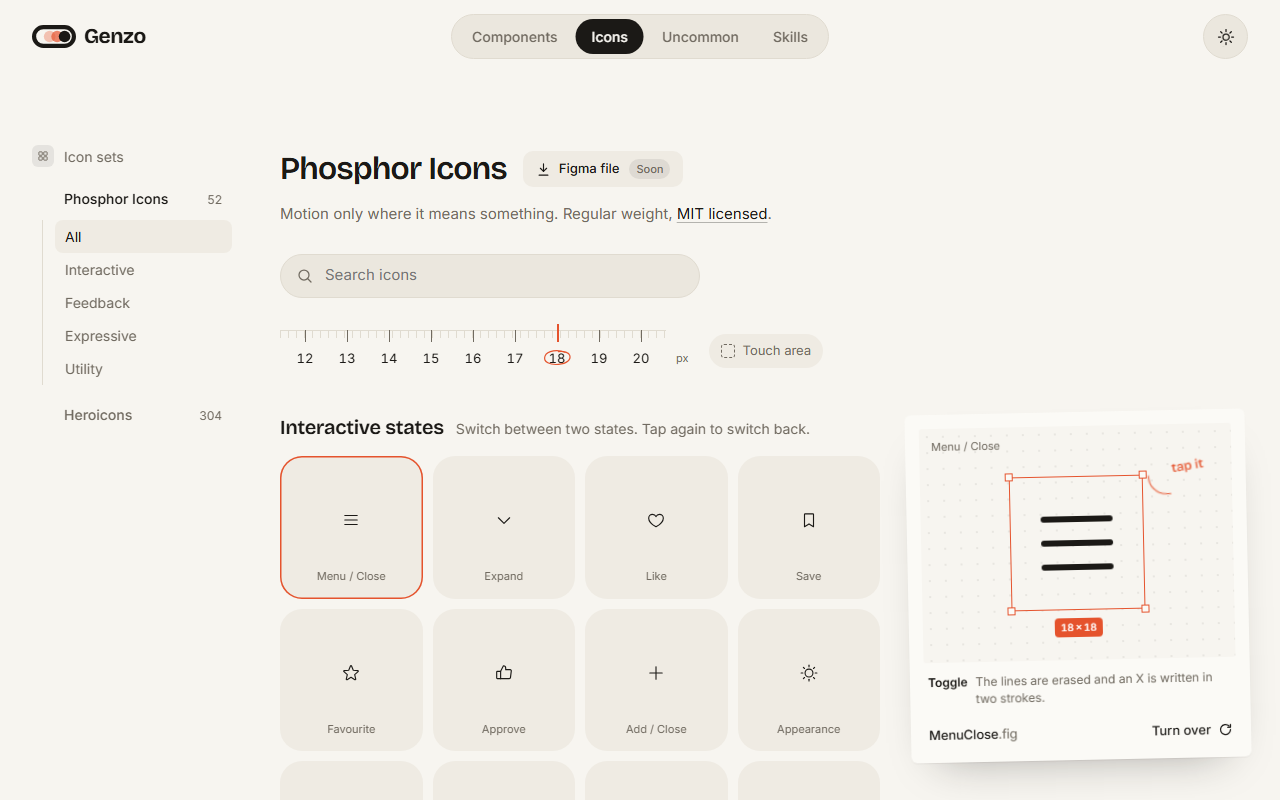 Genzo
Components
Icons
Uncommon
Skills
Icon sets
Phosphor Icons 52
All
Interactive
Feedback
Expressive
Utility
Heroicons 304
Phosphor Icons
Figma file Soon
Motion only where it means something. Regular weight, MIT licensed.
Search icons
12 13 14 15 16 17 18 19 20 px
Touch area
Interactive states Switch between two states. Tap again to switch back.
Menu / Close
Expand
Like
Save
Favourite
Approve
Add / Close
Appearance
Menu / Close
tap it
18×18
Toggle The lines are erased and an X is written in
two strokes.
MenuClose.fig
Turn over